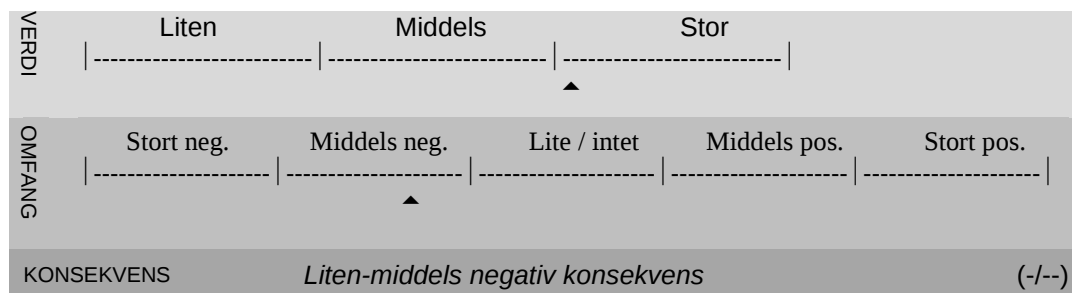 VERDI
Liten Middels Stor
|--------------------------|--------------------------|--------------------------|
OMFANG
Stort neg. Middels neg. Lite / intet Middels pos. Stort pos.
|---------------------|---------------------|---------------------|---------------------|---------------------|
KONSEKVENS Liten-middels negativ konsekvens (-/--)